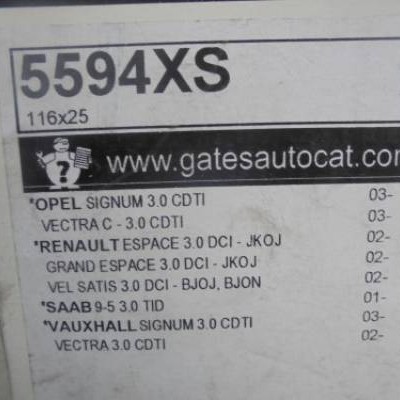 5594XS
116x25
www.gatesautocat.com
*OPEL SIGNUM 3.0 CDTI 03-
VECTRA C - 3.0 CDTI 03-
*RENAULT ESPACE 3.0 DCI - JKOJ 02-
GRAND ESPACE 3.0 DCI - JKOJ 02-
VEL SATIS 3.0 DCI - BJOJ, BJON 02-
*SAAB 9-5 3.0 TID 01-
*VAUXHALL SIGNUM 3.0 CDTI 03-
VECTRA 3.0 CDTI 02-